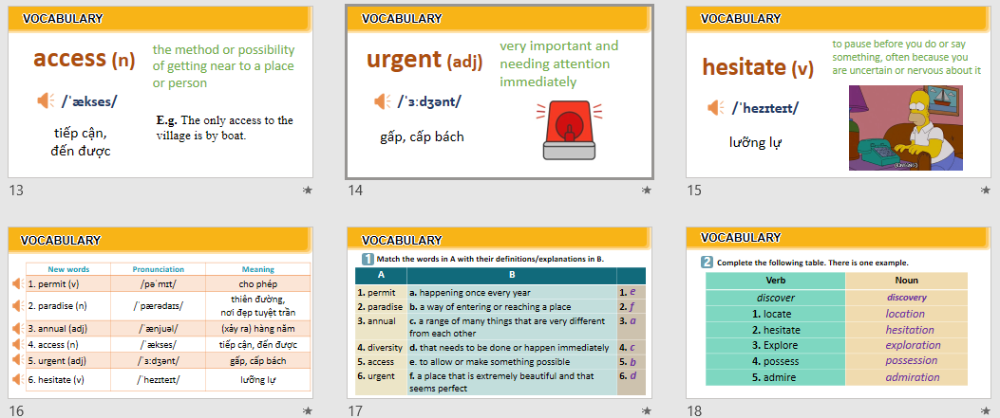 VOCABULARY
access (n)
/ˈækses/
tiếp cận,
đến được
the method or possibility
of getting near to a place
or person
E.g. The only access to the
village is by boat.
13
VOCABULARY
urgent (adj)
/ˈɜːdʒənt/
gấp, cấp bách
very important and
needing attention
immediately
14
VOCABULARY
hesitate (v)
/ˈhezɪteɪt/
lưỡng lự
to pause before you do or say
something, often because you
are uncertain or nervous about it
15
VOCABULARY
New words Pronunciation Meaning
1. permit (v) /pəˈmɪt/ cho phép
2. paradise (n) /ˈpærədaɪs/ thiên đường,
nơi đẹp tuyệt trần
3. annual (adj) /ˈænjuəl/ (xảy ra) hàng năm
4. access (n) /ˈækses/ tiếp cận, đến được
5. urgent (adj) /ˈɜːdʒənt/ gấp, cấp bách
6. hesitate (v) /ˈhezɪteɪt/ lưỡng lự
16
VOCABULARY
1 Match the words in A with their definitions/explanations in B.
A B
1. permit a. happening once every year 1. e
2. paradise b. a way of entering or reaching a place 2. f
3. annual c. a range of many things that are very different 3. a
from each other
4. diversity d. that needs to be done or happen immediately 4. c
5. access e. to allow or make something possible 5. b
6. urgent f. a place that is extremely beautiful and that 6. d
seems perfect
17
VOCABULARY
2 Complete the following table. There is one example.
Verb Noun
discover discovery
1. locate location
2. hesitate hesitation
3. Explore exploration
4. possess possession
5. admire admiration
18